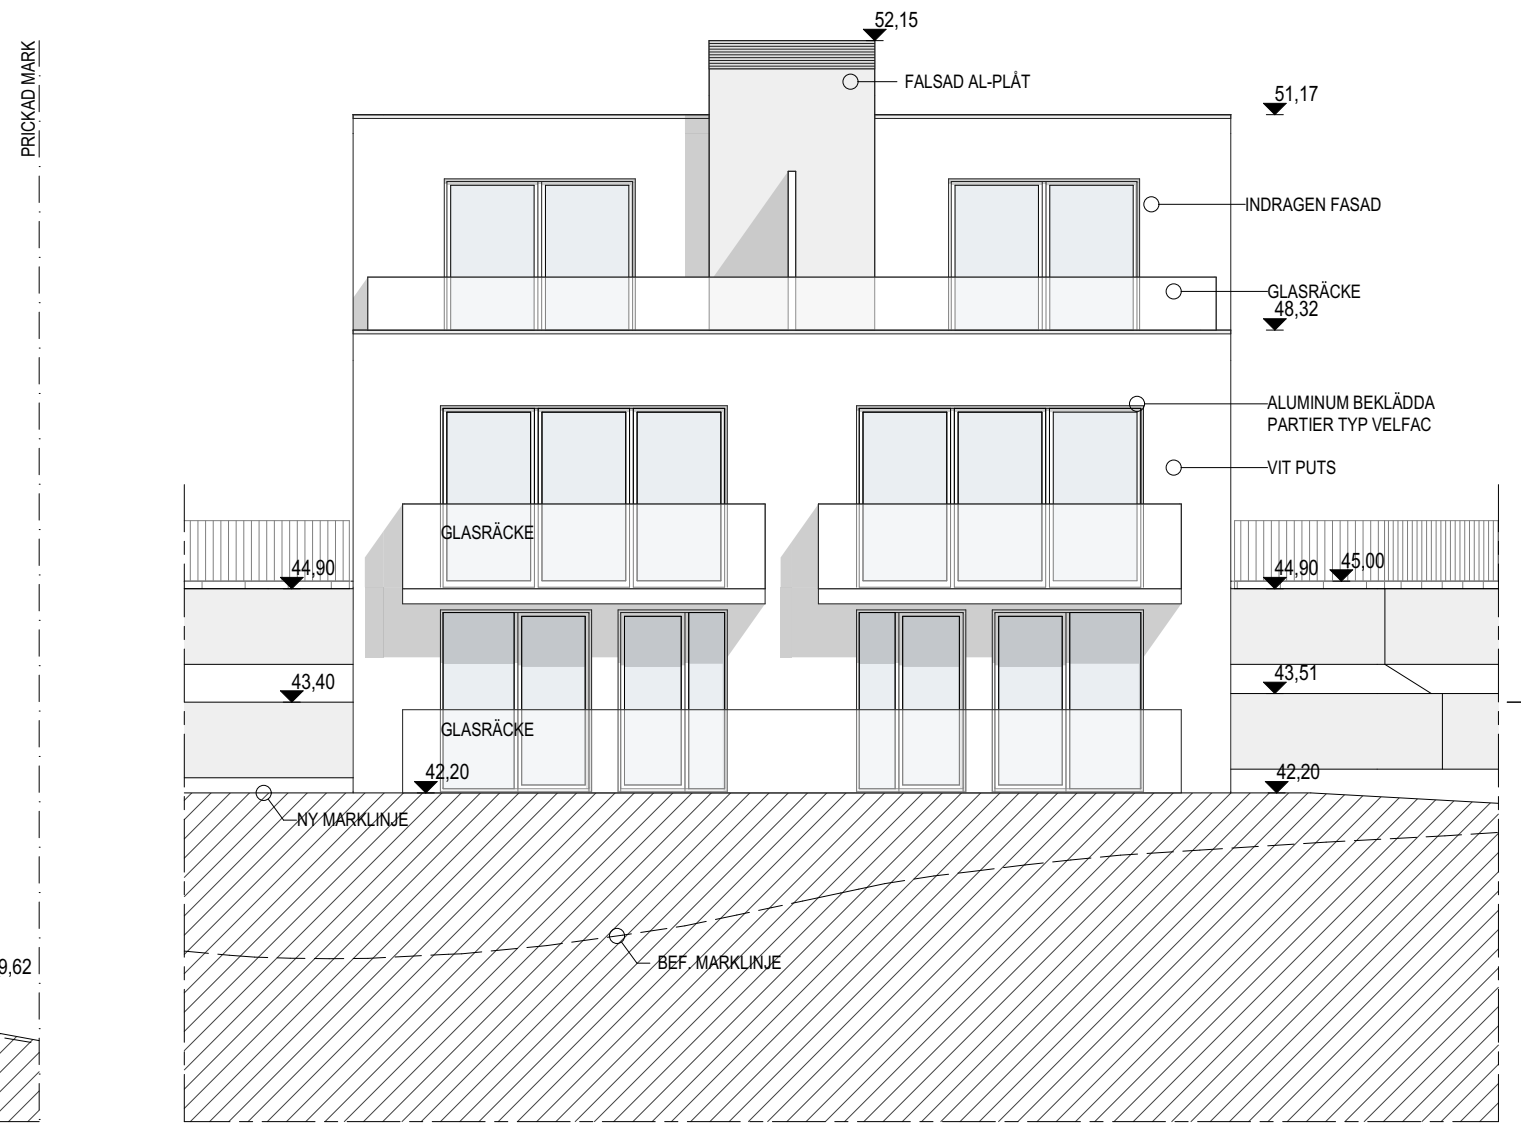 52,15
PRICKAD MARK
FALSAD AL-PLÅT
51,17
INDRAGEN FASAD
GLASRÄCKE
48,32
ALUMINUM BEKLÄDDA
PARTIER TYP VELFAC
VIT PUTS
GLASRÄCKE
44,90
44,90
45,00
43,40
43,51
GLASRÄCKE
42,20
42,20
NY MARKLINJE
BEF. MARKLINJE
9,62